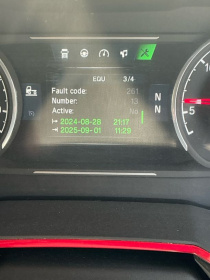 EQU 3/4
Fault code: 261
Number: 13
Active: No
N
N
2024-08-28 21:17
2025-09-01 11:29
5